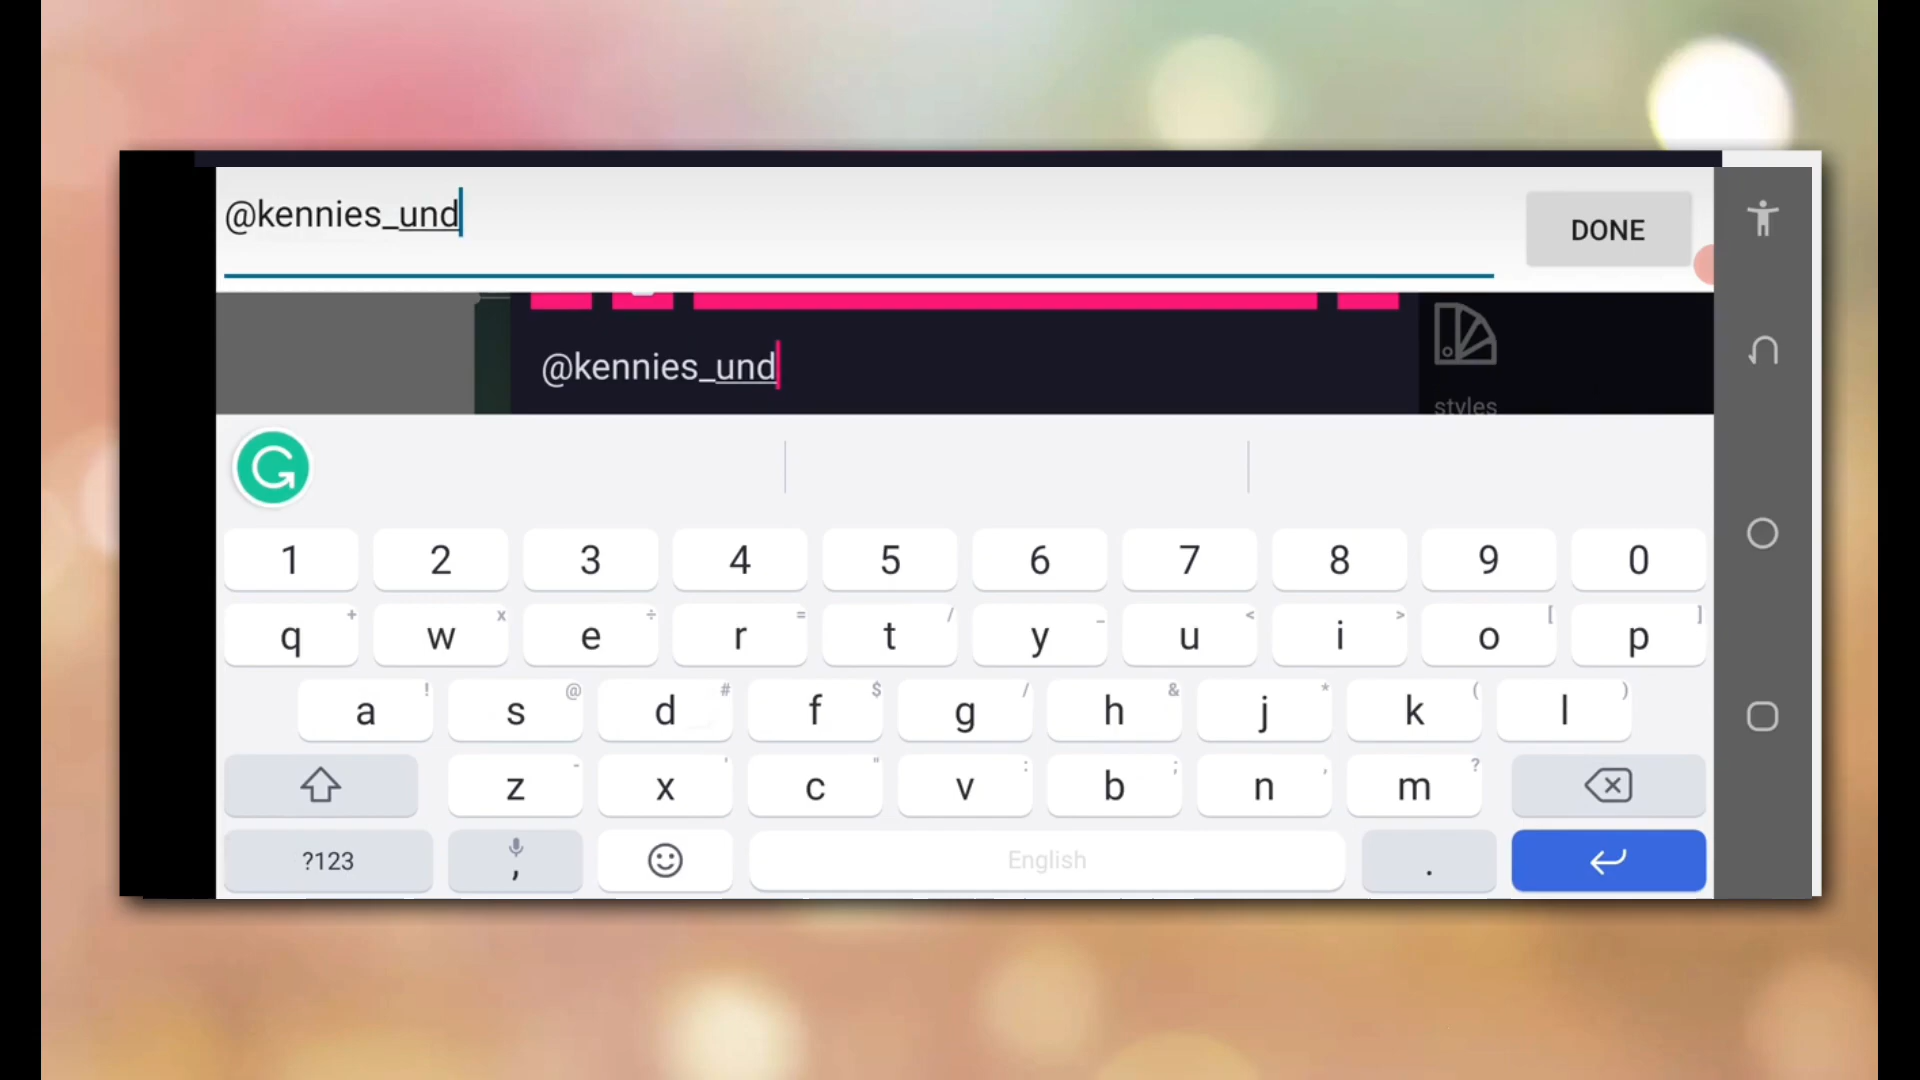 @kennies_und
DONE
@kennies_und
styles
1 2 3 4 5 6 7 8 9 0
q + w x e ÷ r = t / y _ u < i > o [ p ]
a ! s @ d # f $ g / h & j * k ( l )
z - x ' c " v : b ; n , m ?
?123 , English .